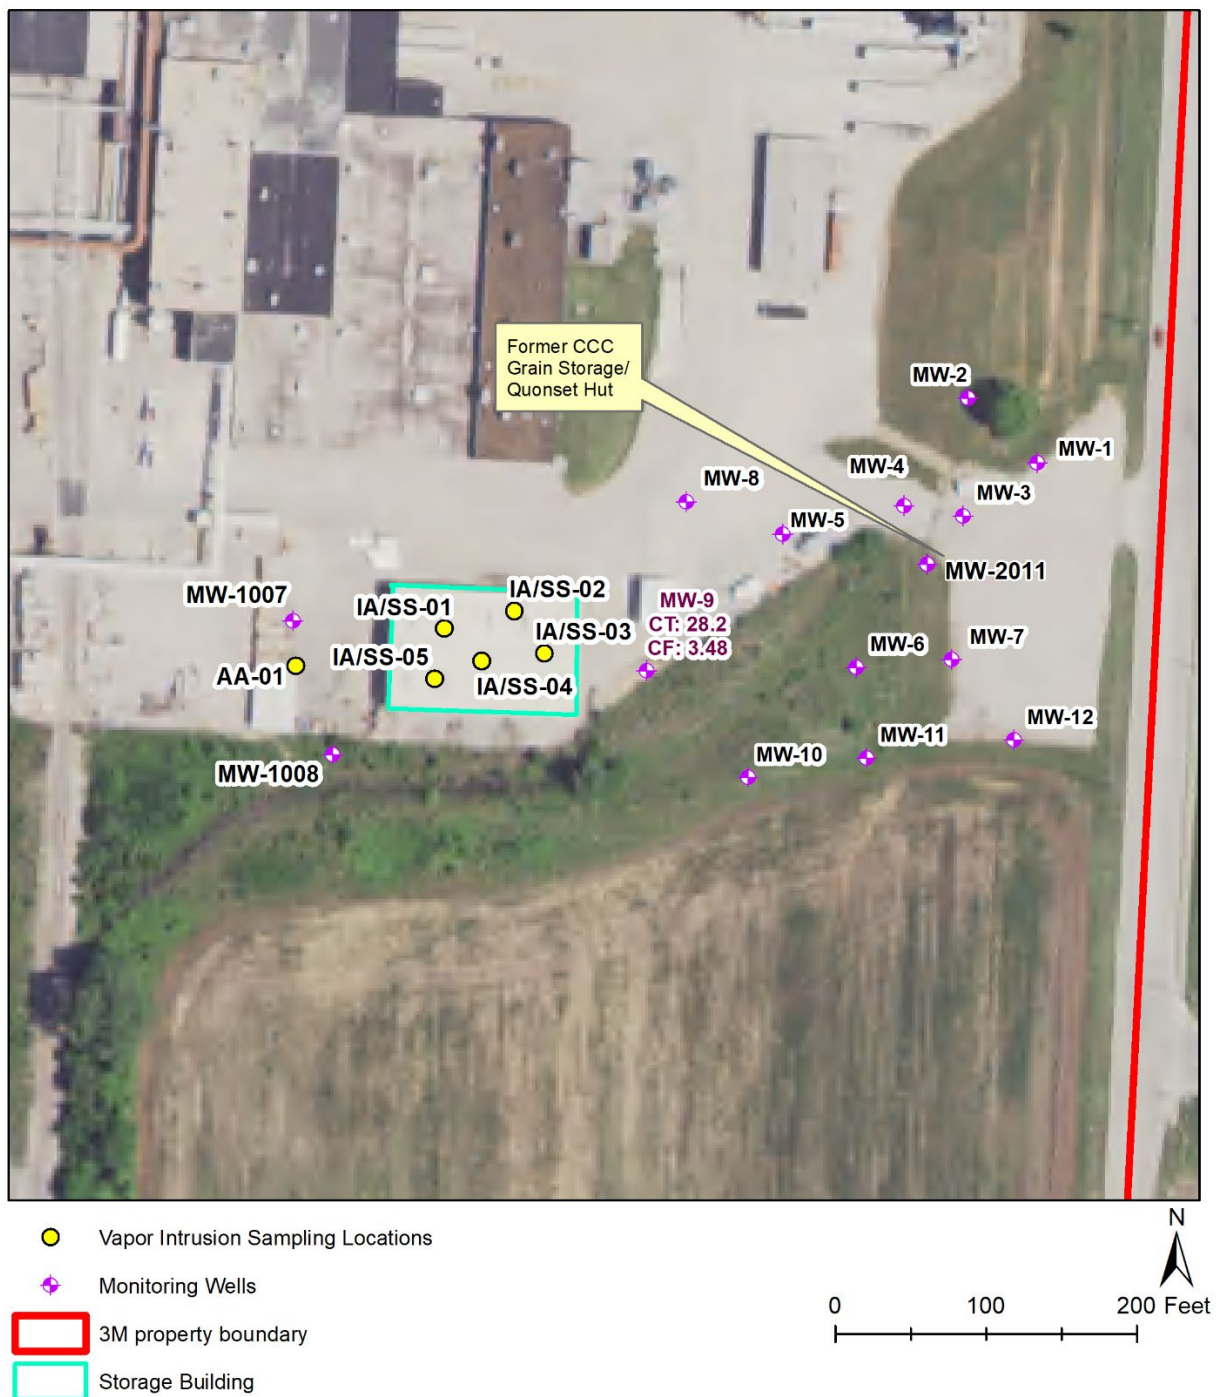 Former CCC
Grain Storage/
Quonset Hut
MW-2
MW-1
MW-4
MW-3
MW-8
MW-5
MW-2011
MW-1007
IA/SS-01
IA/SS-02
MW-9
CT: 28.2
CF: 3.48
IA/SS-03
IA/SS-05
AA-01
IA/SS-04
MW-6
MW-7
MW-12
MW-11
MW-10
MW-1008
Vapor Intrusion Sampling Locations
Monitoring Wells
3M property boundary
Storage Building
N
0 100 200 Feet